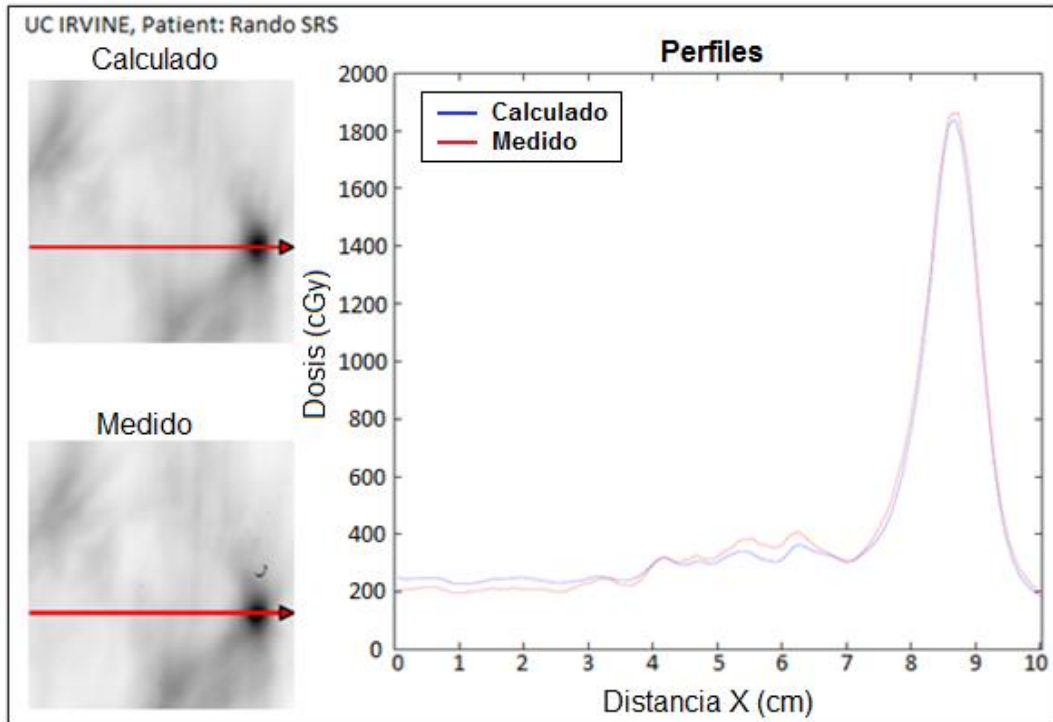 UC IRVINE, Patient: Rando SRS
Calculado
Medido
Perfiles
Calculado
Medido
Dosis (cGy)
2000
1800
1600
1400
1200
1000
800
600
400
200
0
0 1 2 3 4 5 6 7 8 9 10
Distancia X (cm)